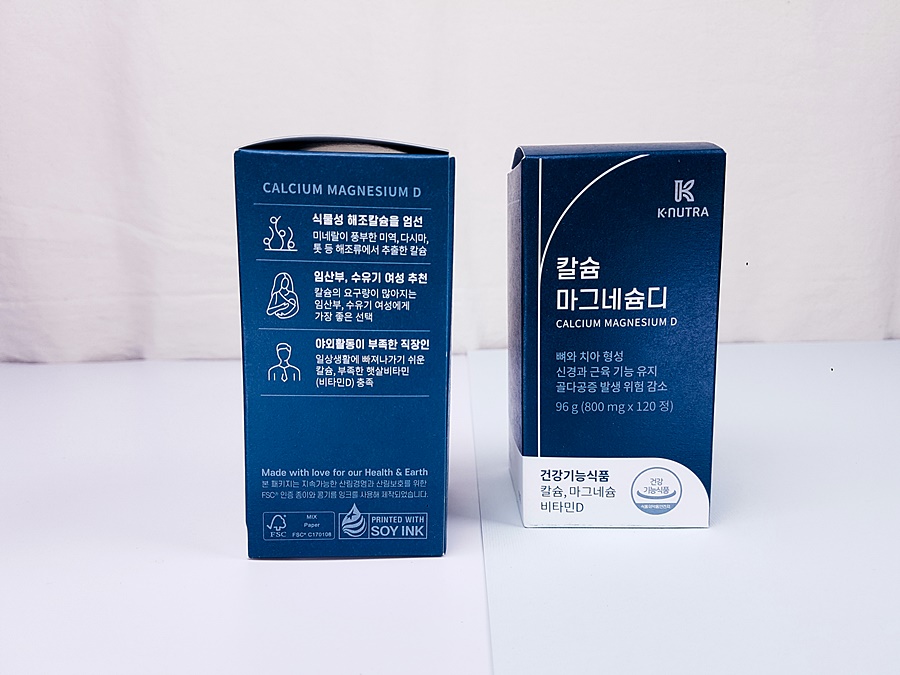 CALCIUM MAGNESIUM D
식물성 해조칼슘을 엄선
미네랄이 풍부한 미역, 다시마,
톳 등 해조류에서 추출한 칼슘
임산부, 수유기 여성 추천
칼슘의 요구량이 많아지는
임산부, 수유기 여성에게
가장 좋은 선택
야외활동이 부족한 직장인
일상생활에 빠져나가기 쉬운
칼슘, 부족한 햇살비타민
(비타민D) 충족
Made with love for our Health & Earth
본 패키지는 지속가능한 산림경영과 산림보호를 위한
FSC® 인증 종이와 콩기름 잉크를 사용해 제작되었습니다.
FSC
MIX
Paper
FSC® C170106
PRINTED WITH
SOY INK
K·NUTRA
칼슘
마그네슘디
CALCIUM MAGNESIUM D
뼈와 치아 형성
신경과 근육 기능 유지
골다공증 발생 위험 감소
96 g (800 mg x 120 정)
건강기능식품
칼슘, 마그네슘
비타민D
건강
기능식품
식품의약품안전처